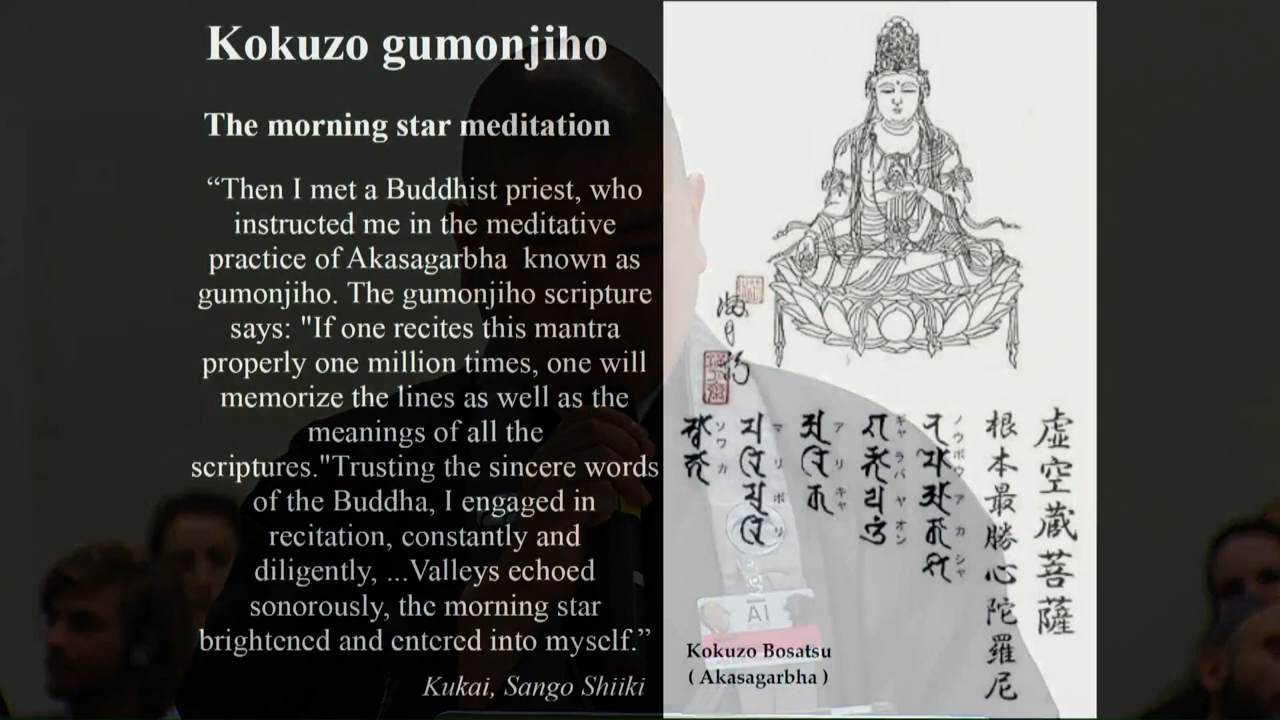 Kokuzo gumonjiho
The morning star meditation
“Then I met a Buddhist priest, who
instructed me in the meditative
practice of Akasagarbha known as
gumonjiho. The gumonjiho scripture
says: "If one recites this mantra
properly one million times, one will
memorize the lines as well as the
meanings of all the
scriptures."Trusting the sincere words
of the Buddha, I engaged in
recitation, constantly and
diligently, ...Valleys echoed
sonorously, the morning star
brightened and entered into myself.”
Kukai, Sango Shiiki
虚空蔵菩薩
根本最勝心陀羅尼
ノウボウアカシャ
ギャラバヤオン
アリキャ
マリボリ
ソワカ
AI
Kokuzo Bosatsu
( Akasagarbha )